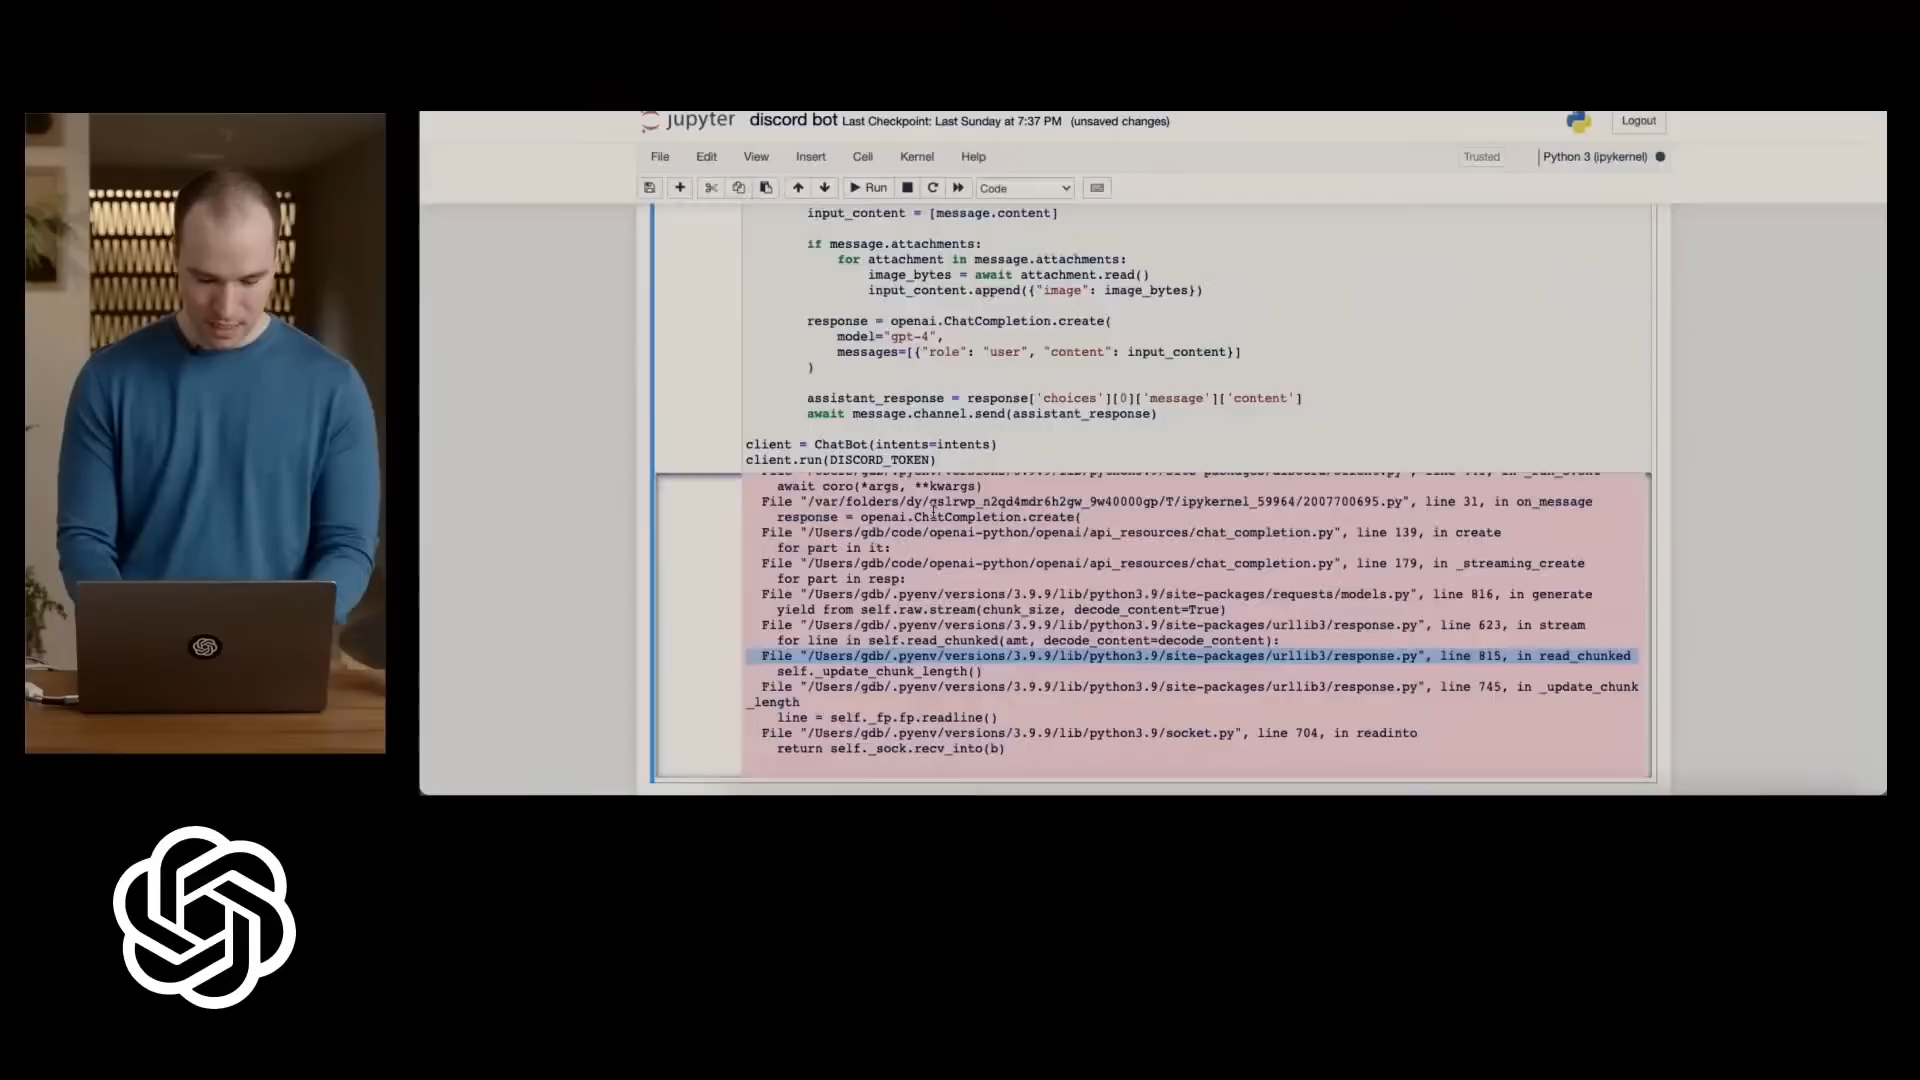 jupyter discord bot Last Checkpoint: Last Sunday at 7:37 PM (unsaved changes)
Logout
File Edit View Insert Cell Kernel Help
Trusted
Python 3 (ipykernel)
Run
Code
input_content = [message.content]
if message.attachments:
for attachment in message.attachments:
image_bytes = await attachment.read()
input_content.append({"image": image_bytes})
response = openai.ChatCompletion.create(
model="gpt-4",
messages=[{"role": "user", "content": input_content}]
)
assistant_response = response['choices'][0]['message']['content']
await message.channel.send(assistant_response)
client = ChatBot(intents=intents)
client.run(DISCORD_TOKEN)
await coro(*args, **kwargs)
File "/var/folders/dy/gslrwp_n2qd4mdr6h2gw_9w40000gp/T/ipykernel_59964/2007700695.py", line 31, in on_message
response = openai.ChatCompletion.create(
File "/Users/gdb/code/openai-python/openai/api_resources/chat_completion.py", line 139, in create
for part in it:
File "/Users/gdb/code/openai-python/openai/api_resources/chat_completion.py", line 179, in _streaming_create
for part in resp:
File "/Users/gdb/.pyenv/versions/3.9.9/lib/python3.9/site-packages/requests/models.py", line 816, in generate
yield from self.raw.stream(chunk_size, decode_content=True)
File "/Users/gdb/.pyenv/versions/3.9.9/lib/python3.9/site-packages/urllib3/response.py", line 623, in stream
for line in self.read_chunked(amt, decode_content=decode_content):
File "/Users/gdb/.pyenv/versions/3.9.9/lib/python3.9/site-packages/urllib3/response.py", line 815, in read_chunked
self._update_chunk_length()
File "/Users/gdb/.pyenv/versions/3.9.9/lib/python3.9/site-packages/urllib3/response.py", line 745, in _update_chunk
_length
line = self._fp.fp.readline()
File "/Users/gdb/.pyenv/versions/3.9.9/lib/python3.9/socket.py", line 704, in readinto
return self._sock.recv_into(b)